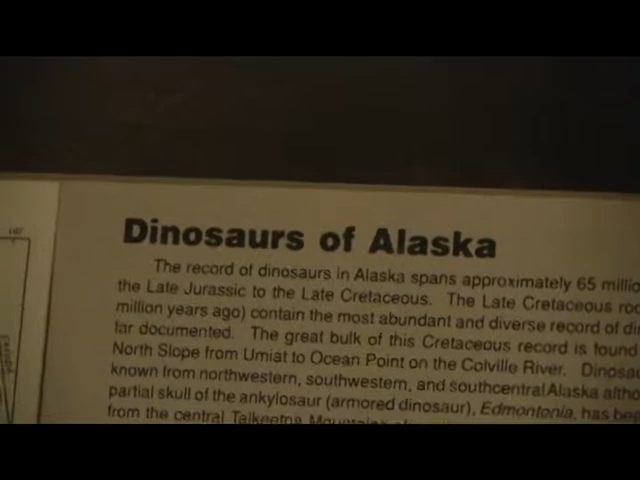 Dinosaurs of Alaska
The record of dinosaurs in Alaska spans approximately 65
the Late Jurassic to the Late Cretaceous. The Late Cretaceous
million years ago) contain the most abundant and diverse record of
far documented. The great bulk of this Cretaceous record is found
North Slope from Umiat to Ocean Point on the Colville River.
known from northwestern, southwestern, and southcentral Alaska
partial skull of the ankylosaur (armored dinosaur), Edmontonia, has
from the central Talkeetna